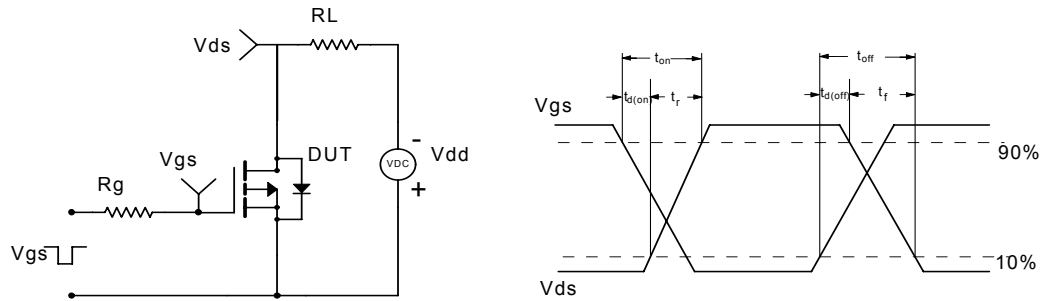 RL
Vds
Vgs
DUT
VDC
-
+
Vdd
Rg
Vgs
ton
toff
td(on)
tr
td(off)
tf
Vgs
90%
10%
Vds